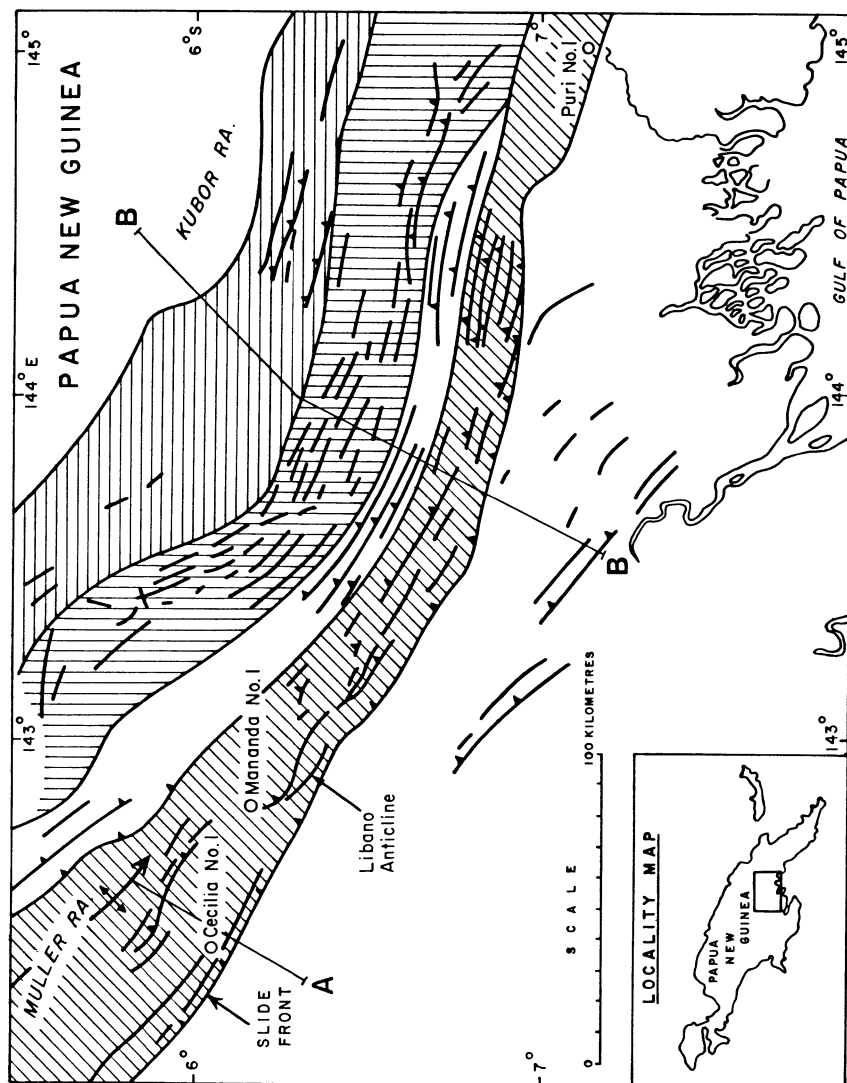 145°
6°S
7°
145°
PAPUA NEW GUINEA
KUBOR RA.
B
Puri No.1
GULF OF PAPUA
144° E
144°
B
143°
143°
Mananda No. 1
Libano
Anticline
MULLER RA.
Cecilia No. 1
A
SLIDE
FRONT
6°
7°
SCALE
0
100 KILOMETRES
LOCALITY MAP
PAPUA
NEW
GUINEA